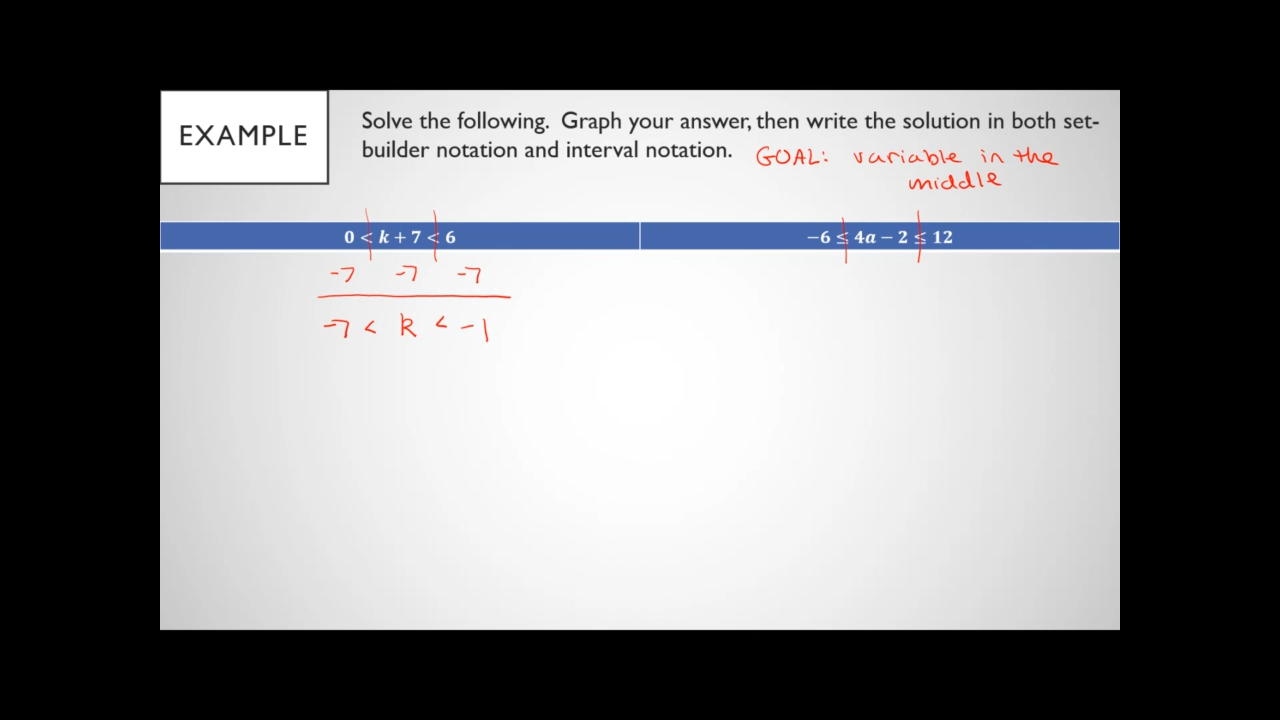 EXAMPLE
Solve the following. Graph your answer, then write the solution in both set-
builder notation and interval notation.
GOAL: variable in the
middle
0 < k + 7 < 6
−6 ≤ 4a − 2 ≤ 12
-7 -7 -7
-7 < k < -1